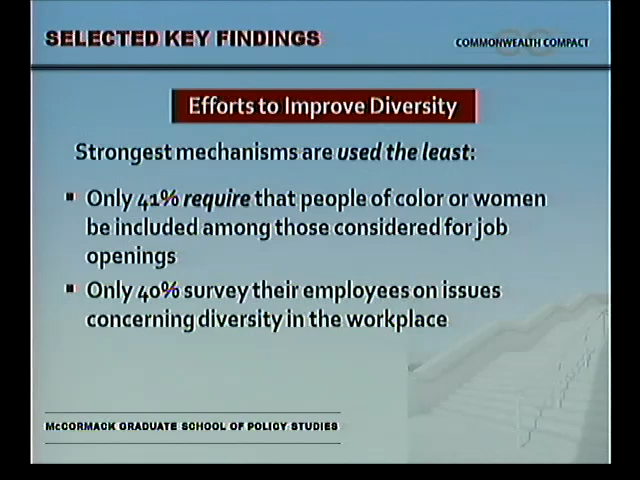 SELECTED KEY FINDINGS
COMMONWEALTH COMPACT
Efforts to Improve Diversity
Strongest mechanisms are used the least:
▪ Only 41% require that people of color or women
be included among those considered for job
openings
▪ Only 40% survey their employees on issues
concerning diversity in the workplace
McCORMACK GRADUATE SCHOOL OF POLICY STUDIES